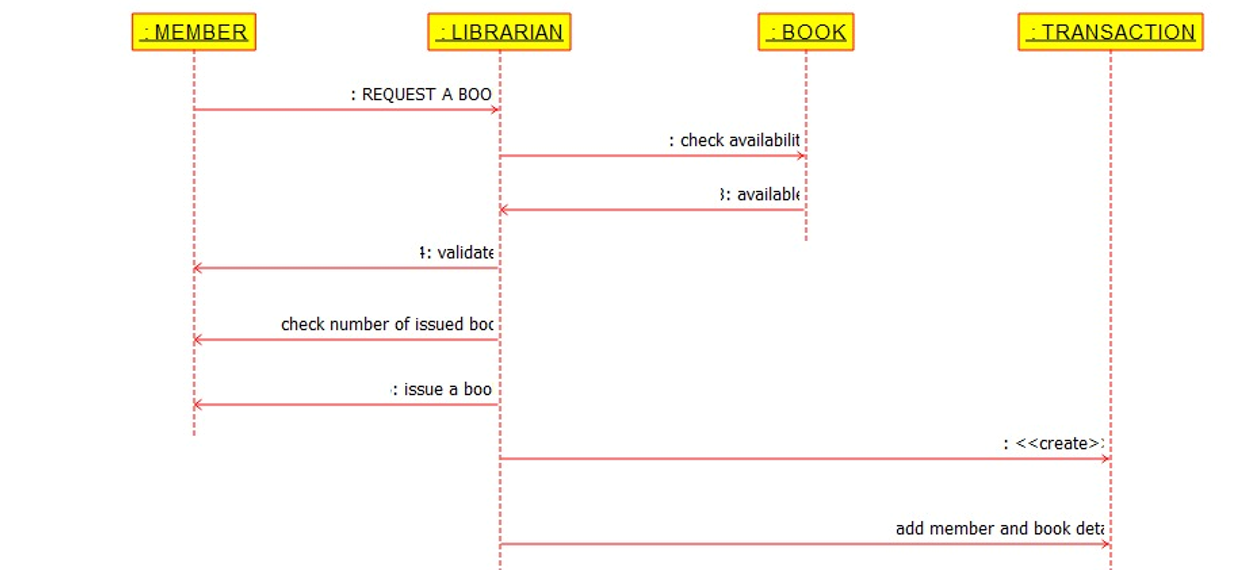 : MEMBER
: LIBRARIAN
: BOOK
: TRANSACTION
: REQUEST A BOO
: check availabilit
3: available
4: validate
check number of issued boo
: issue a boo
: <<create>>
add member and book deta